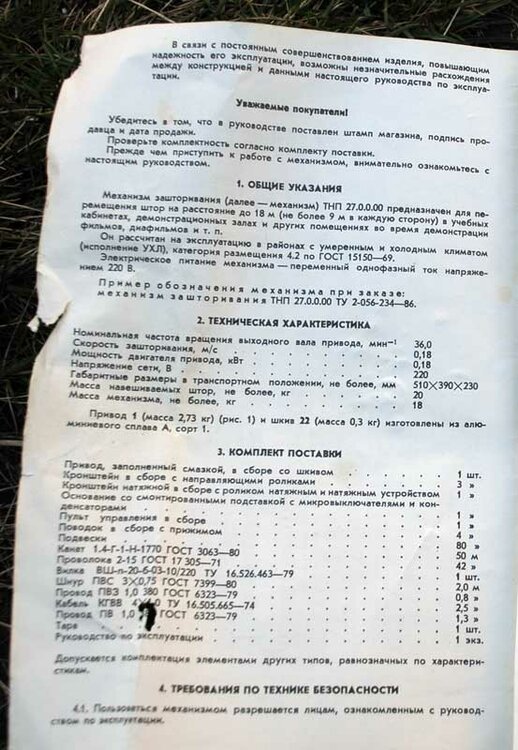 В связи с постоянным совершенствованием изделия, повышающим
надежность его эксплуатации, возможны незначительные расхождения
между конструкцией и данными настоящего руководства по эксплуа-
тации.
Уважаемые покупатели!
Убедитесь в том, что в руководстве поставлен штамп магазина, подпись про-
давца и дата продажи.
Проверьте комплектность согласно комплекту поставки.
Прежде чем приступить к работе с механизмом, внимательно ознакомьтесь с
настоящим руководством.
1. ОБЩИЕ УКАЗАНИЯ
Механизм зашторивания (далее — механизм) ТНП 27.0.0.00 предназначен для пе-
ремещения штор на расстояние до 18 м (не более 9 м в каждую сторону) в учебных
кабинетах, демонстрационных залах и других помещениях во время демонстрации
фильмов, диафильмов и т. п.
Он рассчитан на эксплуатацию в районах с умеренным и холодным климатом
(исполнение УХЛ), категория размещения 4.2 по ГОСТ 15150—69.
Электрическое питание механизма — переменный однофазный ток напряже-
нием 220 В.
Пример обозначения механизма при заказе:
механизм зашторивания ТНП 27.0.0.00 ТУ 2-056-234—86.
2. ТЕХНИЧЕСКАЯ ХАРАКТЕРИСТИКА
Номинальная частота вращения выходного вала привода, мин⁻¹ 36,0
Скорость зашторивания, м/с . . . . . 0,18
Мощность двигателя привода, кВт . . . . . 0,18
Напряжение сети, В . . . . . 220
Габаритные размеры в транспортном положении, не более, мм 510×390×230
Масса навешиваемых штор, не более, кг . . . . . 20
Масса механизма, не более, кг . . . . . 18
Привод 1 (масса 2,73 кг) (рис. 1) и шкив 22 (масса 0,3 кг) изготовлены из алю-
миниевого сплава А, сорт 1.
3. КОМПЛЕКТ ПОСТАВКИ
Привод, заполненный смазкой, в сборе со шкивом . . . . . 1 шт.
Кронштейн в сборе с направляющими роликами . . . . . 3 »
Кронштейн натяжной в сборе с роликом натяжным и натяжным устройством 1 »
Основание со смонтированными подставкой с микровыключателями и кон-
денсаторами . . . . . 1 »
Пульт управления в сборе . . . . . 1 »
Поводок в сборе с прижимом . . . . . 4 »
Подвески . . . . . 80 »
Канат 1.4-Г-1-Н-1770 ГОСТ 3063—80 . . . . . 50 м
Проволока 2-15 ГОСТ 17305—71 . . . . . 42 »
Вилка ВШ-п-20-6-03-10/220 ТУ 16.526.463—79 . . . . . 1 шт.
Шнур ПВС 3×0,75 ГОСТ 7399—80 . . . . . 2,0 м
Провод ПВЗ 1,0 380 ГОСТ 6323—79 . . . . . 0,8 »
Кабель КГВВ ТУ 16.505.665—74 . . . . . 2,5 »
Провод ПВ 1,0 ГОСТ 6323—79 . . . . . 1,3 »
Тара . . . . . 1 шт.
Руководство по эксплуатации . . . . . 1 экз.
Допускается комплектация элементами других типов, равнозначных по характери-
стикам.
4. ТРЕБОВАНИЯ ПО ТЕХНИКЕ БЕЗОПАСНОСТИ
4.1. Пользоваться механизмом разрешается лицам, ознакомленным с руковод-
ством по эксплуатации.